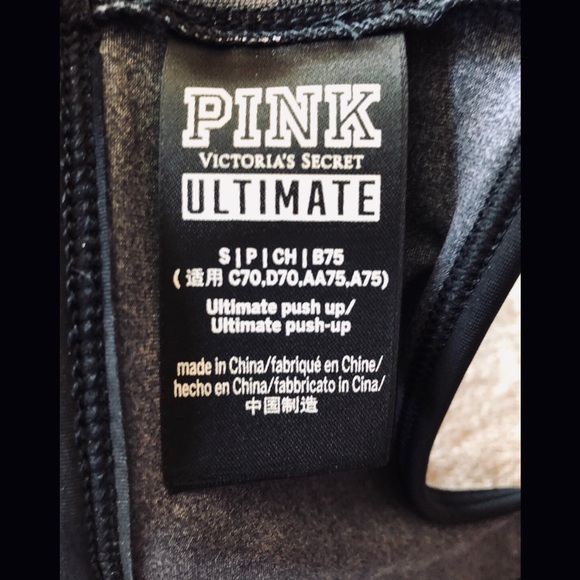 PINK
VICTORIA'S SECRET
ULTIMATE
S | P | CH | B75
( 适用 C70,D70,AA75,A75)
Ultimate push up/
Ultimate push-up
made in China/fabriqué en Chine/
hecho en China/fabbricato in Cina/
中国制造